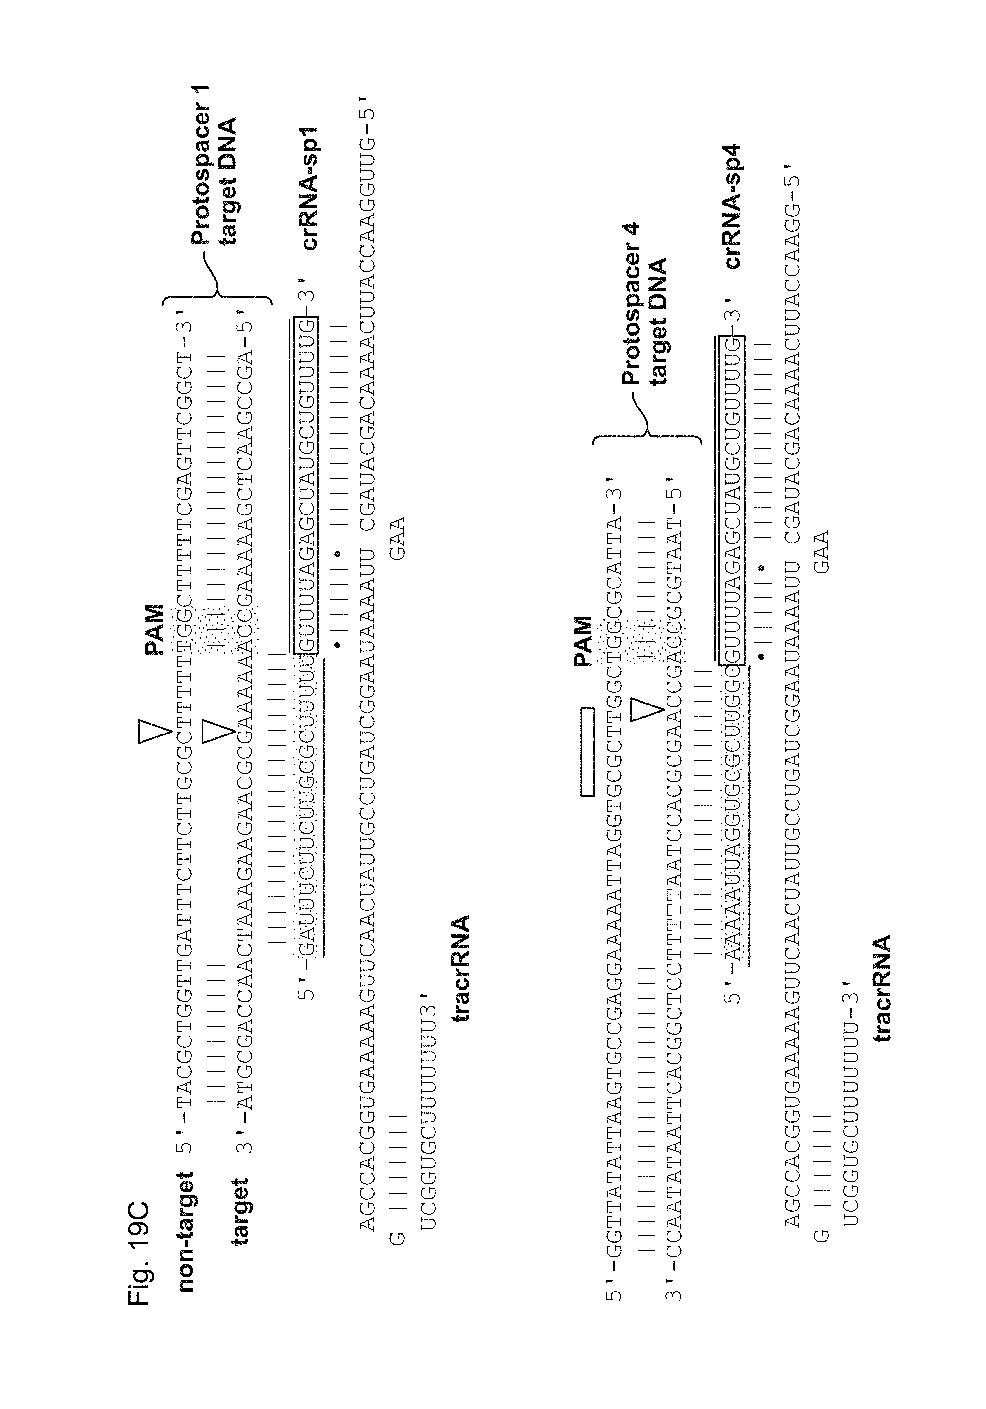 Fig. 19C
PAM
non-target 5'-TACGCTGGTTGATTTCTTCTTGCGCTTTTTTTGGCTTTTTCGAGTTCGGCT-3'
Protospacer 1
target DNA
target 3'-ATGCGACCAACTAAAGAAGAACGCGAAAAAAACCGAAAAAGCTCAAGCCGA-5'
5'-GAUUUCUUCUUGCGCUUUUUGUUUUAGAGCUAUGCUGUUUUG-3'
crRNA-sp1
AGCCACGGUGAAAAAGUUCAACUAUUGCCUGAUCGGAAUAAAAUU CGAUACGACAAAACUUACCAAGGUUG-5'
G
GAA
UCGGUGCUUUUUUU3'
tracrRNA
PAM
5'-GGTTATATTAAGTGCCGAGGAAAAATTAGGTGCGCTTGGCTGGCGCATTA-3'
Protospacer 4
target DNA
3'-CCAATATAATTCACGGCTCCTTTTTAATCCACGCGAACCGACCGCGTAAT-5'
5'-AAAAAUUAGGUGCGCUUGGCGUUUUAGAGCUAUGCUGUUUUG-3'
crRNA-sp4
AGCCACGGUGAAAAAGUUCAACUAUUGCCUGAUCGGAAUAAAAUU CGAUACGACAAAACUUACCAAGG-5'
G
GAA
UCGGUGCUUUUUUU-3'
tracrRNA